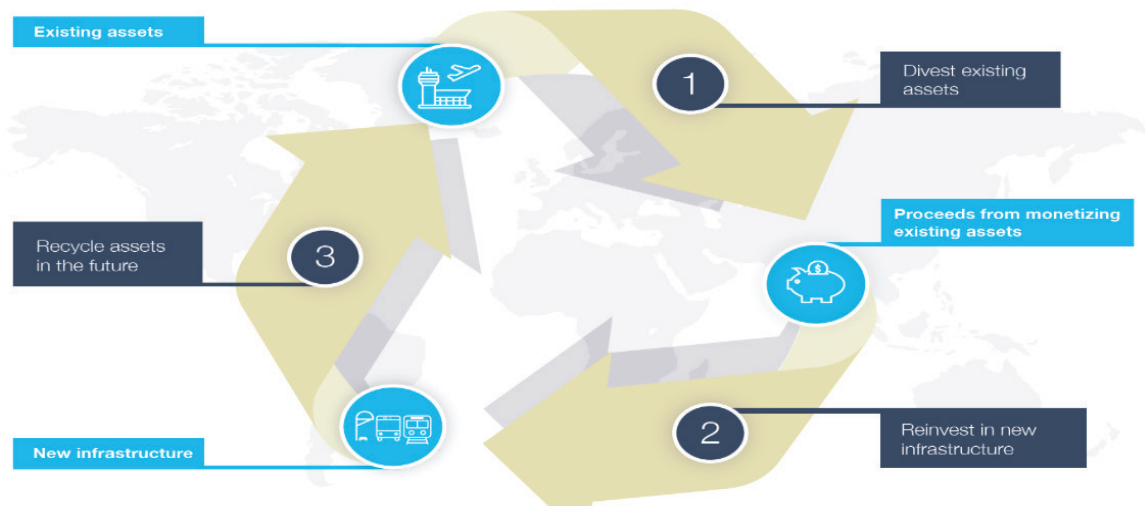 Existing assets
1
Divest existing
assets
Proceeds from monetizing
existing assets
$
2
Reinvest in new
infrastructure
New infrastructure
3
Recycle assets
in the future